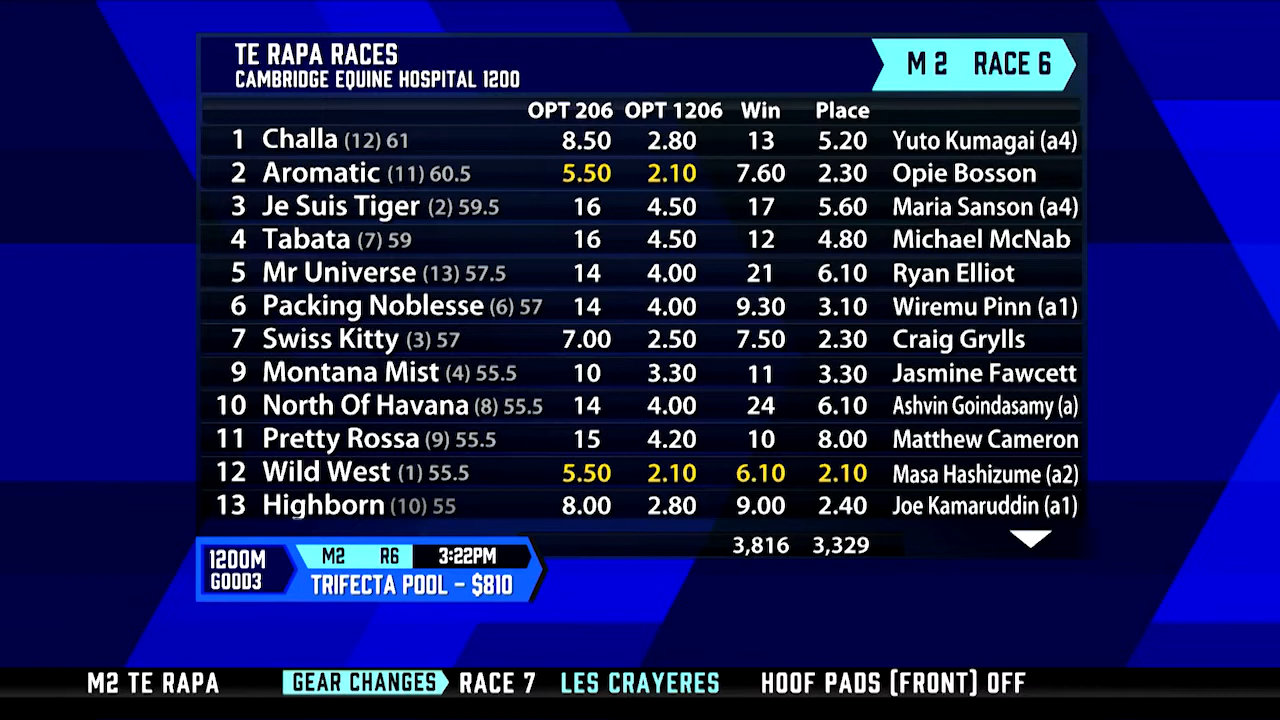 TE RAPA RACES
CAMBRIDGE EQUINE HOSPITAL 1200
M 2 RACE 6
OPT 206 OPT 1206 Win Place
1 Challa (12) 61 8.50 2.80 13 5.20 Yuto Kumagai (a4)
2 Aromatic (11) 60.5 5.50 2.10 7.60 2.30 Opie Bosson
3 Je Suis Tiger (2) 59.5 16 4.50 17 5.60 Maria Sanson (a4)
4 Tabata (7) 59 16 4.50 12 4.80 Michael McNab
5 Mr Universe (13) 57.5 14 4.00 21 6.10 Ryan Elliot
6 Packing Noblesse (6) 57 14 4.00 9.30 3.10 Wiremu Pinn (a1)
7 Swiss Kitty (3) 57 7.00 2.50 7.50 2.30 Craig Grylls
9 Montana Mist (4) 55.5 10 3.30 11 3.30 Jasmine Fawcett
10 North Of Havana (8) 55.5 14 4.00 24 6.10 Ashvin Goindasamy (a)
11 Pretty Rossa (9) 55.5 15 4.20 10 8.00 Matthew Cameron
12 Wild West (1) 55.5 5.50 2.10 6.10 2.10 Masa Hashizume (a2)
13 Highborn (10) 55 8.00 2.80 9.00 2.40 Joe Kamaruddin (a1)
3,816 3,329
1200M
GOOD3
M2 R6 3:22PM
TRIFECTA POOL - $810
M2 TE RAPA GEAR CHANGES RACE 7 LES CRAYERES HOOF PADS (FRONT) OFF